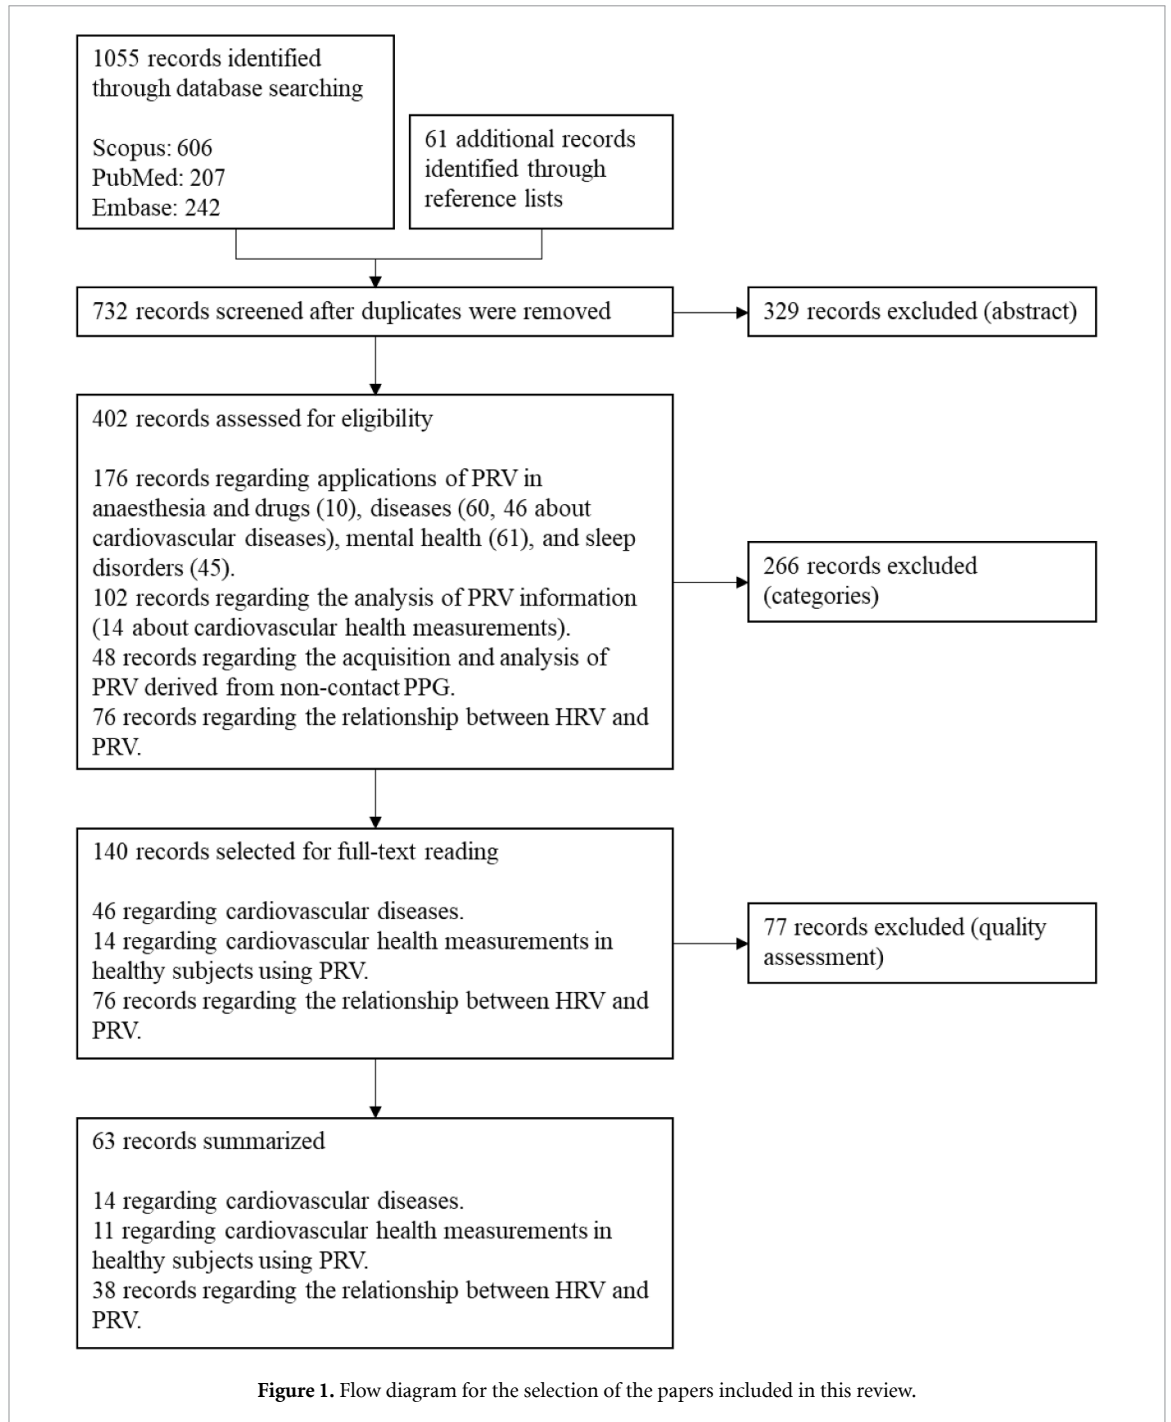 1055 records identified
through database searching
Scopus: 606
PubMed: 207
Embase: 242
61 additional records
identified through
reference lists
732 records screened after duplicates were removed
329 records excluded (abstract)
402 records assessed for eligibility
176 records regarding applications of PRV in
anaesthesia and drugs (10), diseases (60, 46 about
cardiovascular diseases), mental health (61), and sleep
disorders (45).
102 records regarding the analysis of PRV information
(14 about cardiovascular health measurements).
48 records regarding the acquisition and analysis of
PRV derived from non-contact PPG.
76 records regarding the relationship between HRV and
PRV.
266 records excluded
(categories)
140 records selected for full-text reading
46 regarding cardiovascular diseases.
14 regarding cardiovascular health measurements in
healthy subjects using PRV.
76 records regarding the relationship between HRV and
PRV.
77 records excluded (quality
assessment)
63 records summarized
14 regarding cardiovascular diseases.
11 regarding cardiovascular health measurements in
healthy subjects using PRV.
38 records regarding the relationship between HRV and
PRV.
Figure 1. Flow diagram for the selection of the papers included in this review.